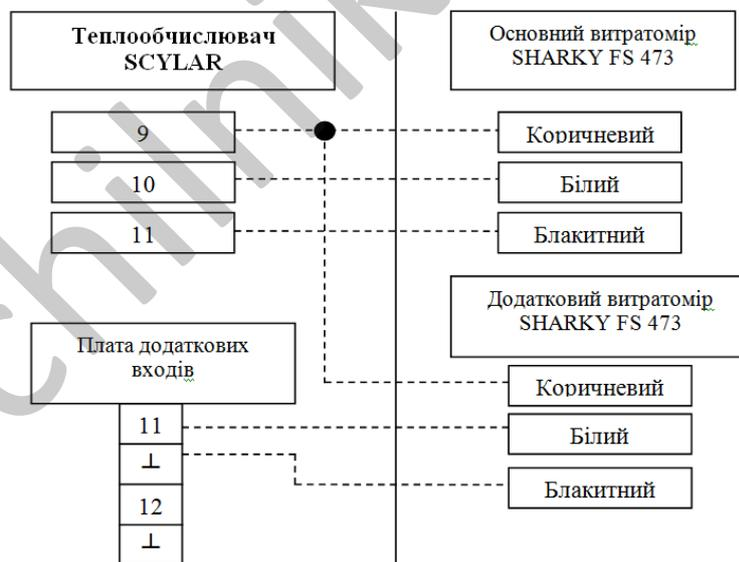 Теплообчислювач
SCYLAR
Основний витратомір
SHARKY FS 473
9
Коричневий
10
Білий
11
Блакитний
Додатковий витратомір
SHARKY FS 473
Плата додаткових
входів
Коричневий
11
Білий
⊥
Блакитний
12
⊥
chilnik